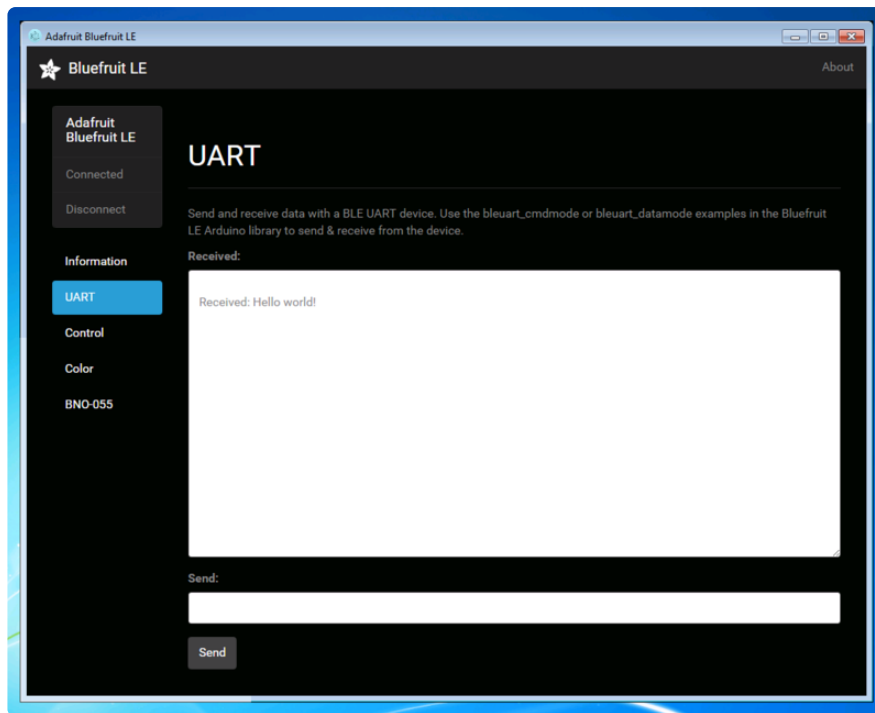 Adafruit Bluefruit LE
Bluefruit LE
About
Adafruit
Bluefruit LE
Connected
Disconnect
Information
UART
Control
Color
BNO-055
UART
Send and receive data with a BLE UART device. Use the bleuart_cmdmode or bleuart_datamode examples in the Bluefruit
LE Arduino library to send & receive from the device.
Received:
Received: Hello world!
Send:
Send